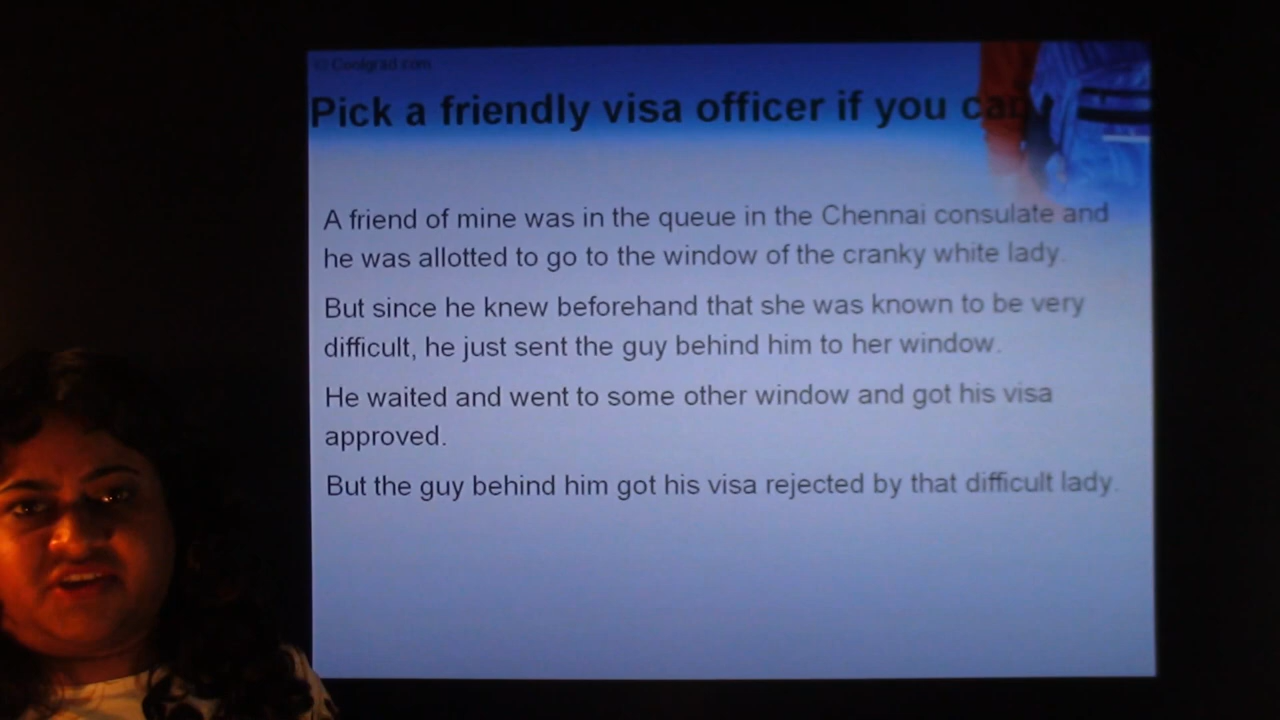 © Coolgrad.com
Pick a friendly visa officer if you can
A friend of mine was in the queue in the Chennai consulate and
he was allotted to go to the window of the cranky white lady.
But since he knew beforehand that she was known to be very
difficult, he just sent the guy behind him to her window.
He waited and went to some other window and got his visa
approved.
But the guy behind him got his visa rejected by that difficult lady.